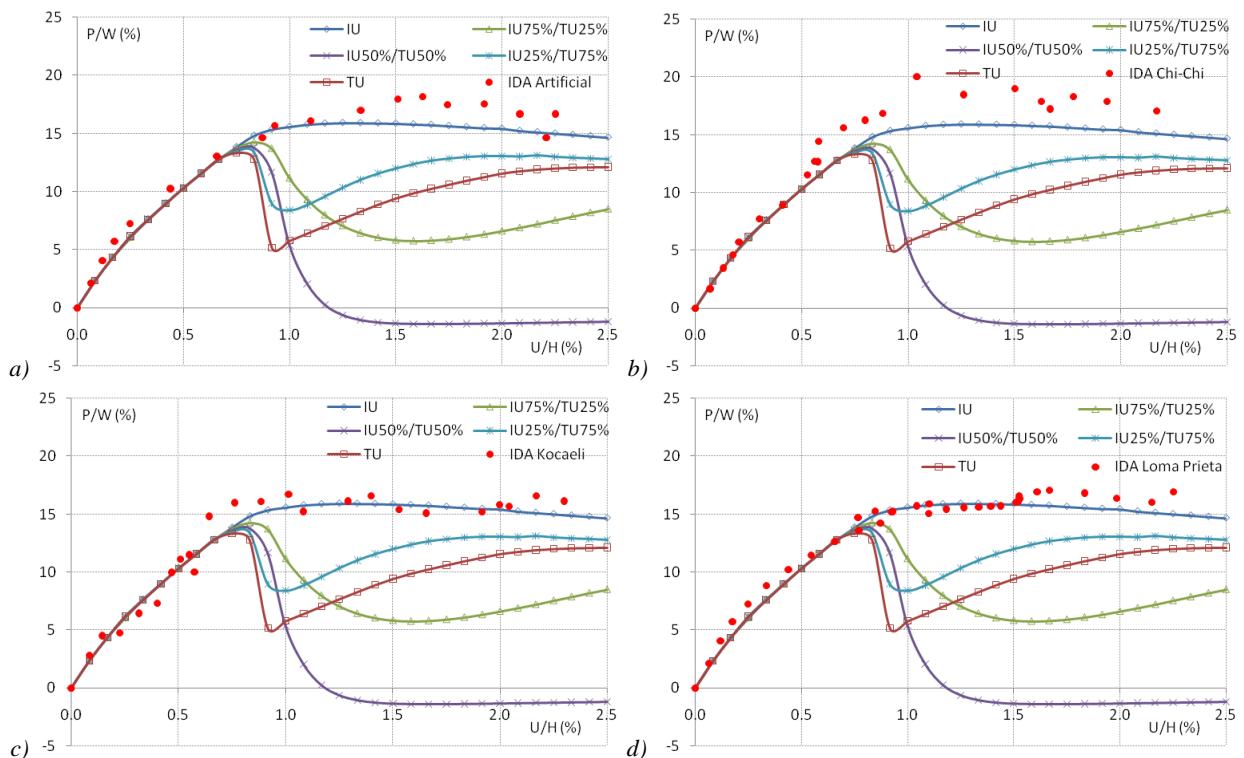 25
P/W (%)
IU
IU75%/TU25%
IU50%/TU50%
IU25%/TU75%
TU
IDA Artificial
20
15
10
5
0
0.0 0.5 1.0 1.5 2.0 2.5
U/H (%)
-5
a)
25
P/W (%)
IU
IU75%/TU25%
IU50%/TU50%
IU25%/TU75%
TU
IDA Chi-Chi
20
15
10
5
0
0.0 0.5 1.0 1.5 2.0 2.5
U/H (%)
-5
b)
25
P/W (%)
IU
IU75%/TU25%
IU50%/TU50%
IU25%/TU75%
TU
IDA Kocaeli
20
15
10
5
0
0.0 0.5 1.0 1.5 2.0 2.5
U/H (%)
-5
c)
25
P/W (%)
IU
IU75%/TU25%
IU50%/TU50%
IU25%/TU75%
TU
IDA Loma Prieta
20
15
10
5
0
0.0 0.5 1.0 1.5 2.0 2.5
U/H (%)
-5
d)